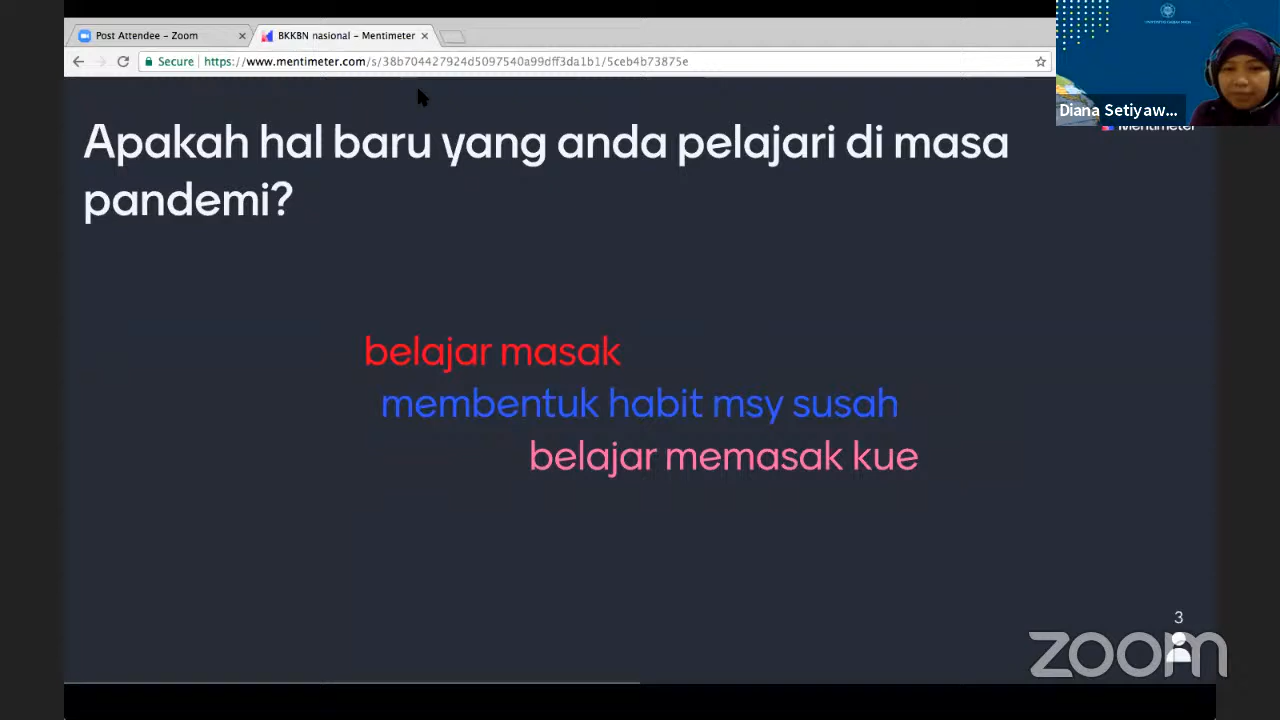 Post Attendee – Zoom
BKKBN nasional – Mentimeter
Secure
https://www.mentimeter.com/s/38b704427924d5097540a99dff3da1b1/5ceb4b73875e
Diana Setiyaw...
Mentimeter
Apakah hal baru yang anda pelajari di masa
pandemi?
belajar masak
membentuk habit msy susah
belajar memasak kue
3
zoom